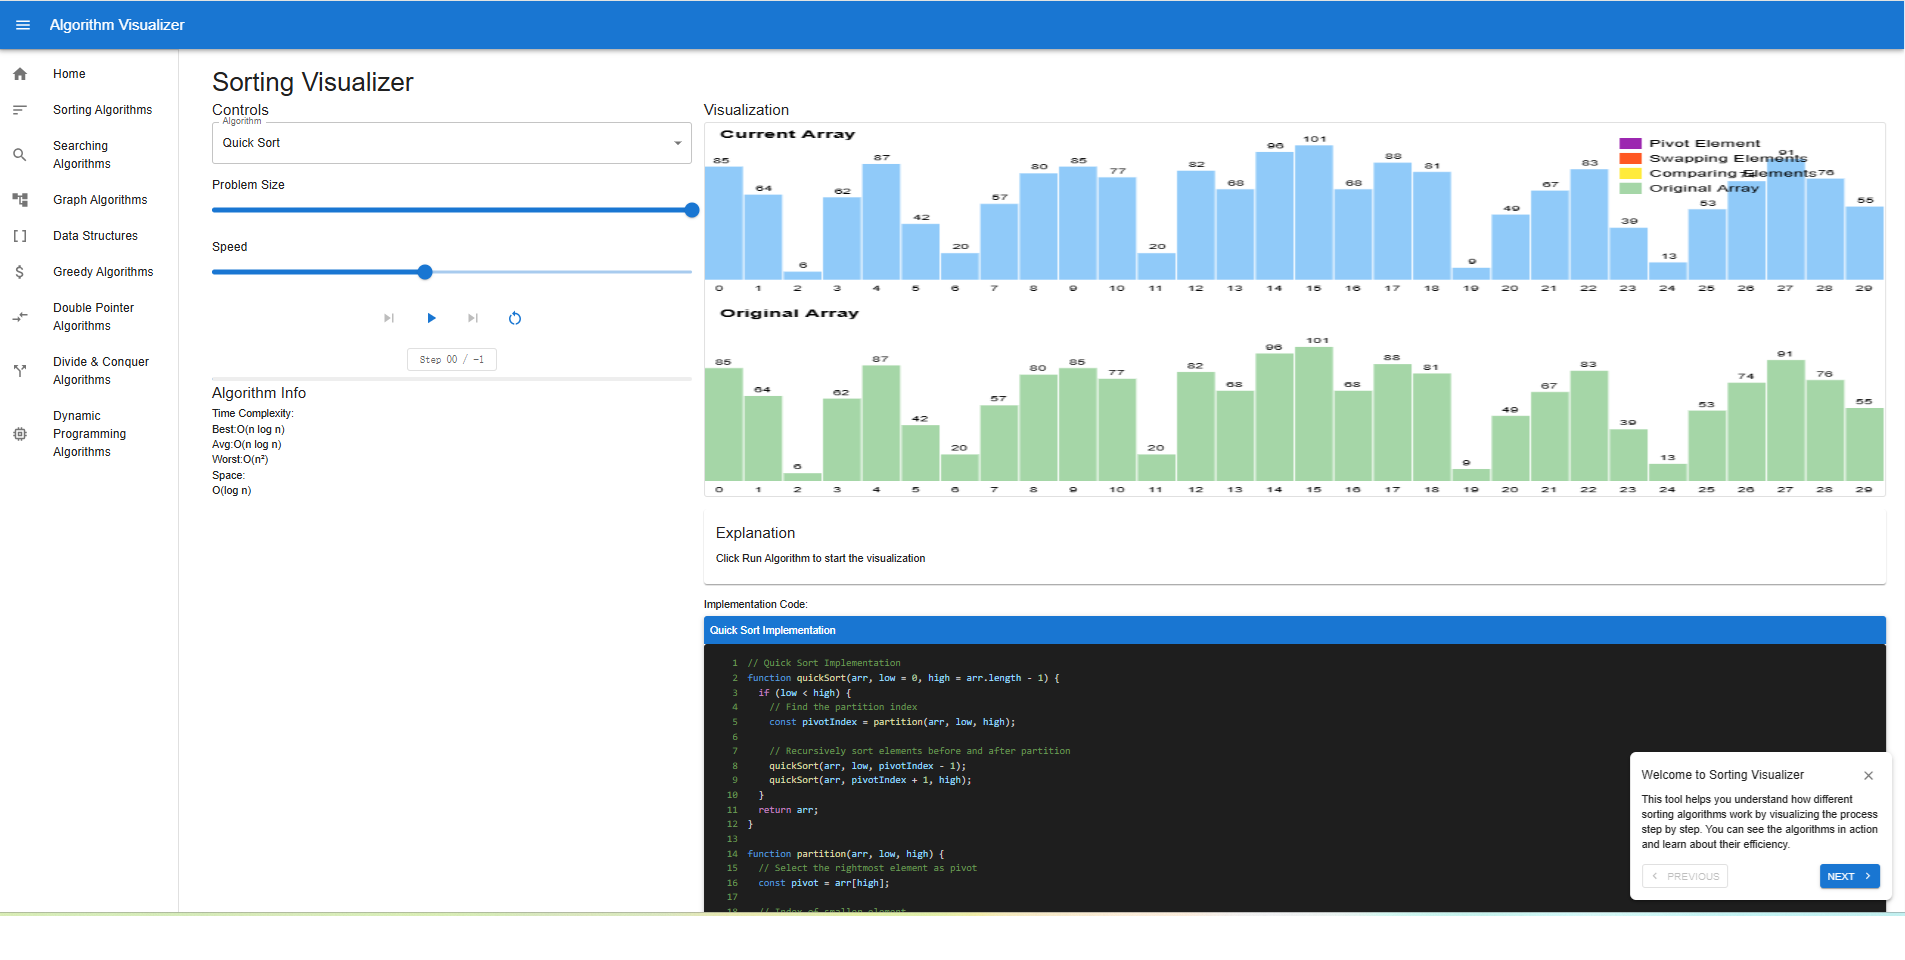 Algorithm Visualizer
Home
Sorting Algorithms
Searching
Algorithms
Graph Algorithms
Data Structures
Greedy Algorithms
Double Pointer
Algorithms
Divide & Conquer
Algorithms
Dynamic
Programming
Algorithms
Sorting Visualizer
Controls
Algorithm
Quick Sort
Problem Size
Speed
Step 00 / -1
Algorithm Info
Time Complexity:
Best:O(n log n)
Avg:O(n log n)
Worst:O(n²)
Space:
O(log n)
Visualization
Current Array
Pivot Element
Swapping Elements
Comparing Elements
Original Array
85 64 6 62 87 42 20 57 80 85 77 20 82 68 96 101 68 88 81 9 49 67 83 39 13 53 74 91 76 55
0 1 2 3 4 5 6 7 8 9 10 11 12 13 14 15 16 17 18 19 20 21 22 23 24 25 26 27 28 29
Original Array
85 64 6 62 87 42 20 57 80 85 77 20 82 68 96 101 68 88 81 9 49 67 83 39 13 53 74 91 76 55
0 1 2 3 4 5 6 7 8 9 10 11 12 13 14 15 16 17 18 19 20 21 22 23 24 25 26 27 28 29
Explanation
Click Run Algorithm to start the visualization
Implementation Code:
Quick Sort Implementation
1 // Quick Sort Implementation
2 function quickSort(arr, low = 0, high = arr.length - 1) {
3 if (low < high) {
4 // Find the partition index
5 const pivotIndex = partition(arr, low, high);
6
7 // Recursively sort elements before and after partition
8 quickSort(arr, low, pivotIndex - 1);
9 quickSort(arr, pivotIndex + 1, high);
10 }
11 return arr;
12 }
13
14 function partition(arr, low, high) {
15 // Select the rightmost element as pivot
16 const pivot = arr[high];
17
18 // Index of smaller element
Welcome to Sorting Visualizer
This tool helps you understand how different
sorting algorithms work by visualizing the process
step by step. You can see the algorithms in action
and learn about their efficiency.
PREVIOUS
NEXT